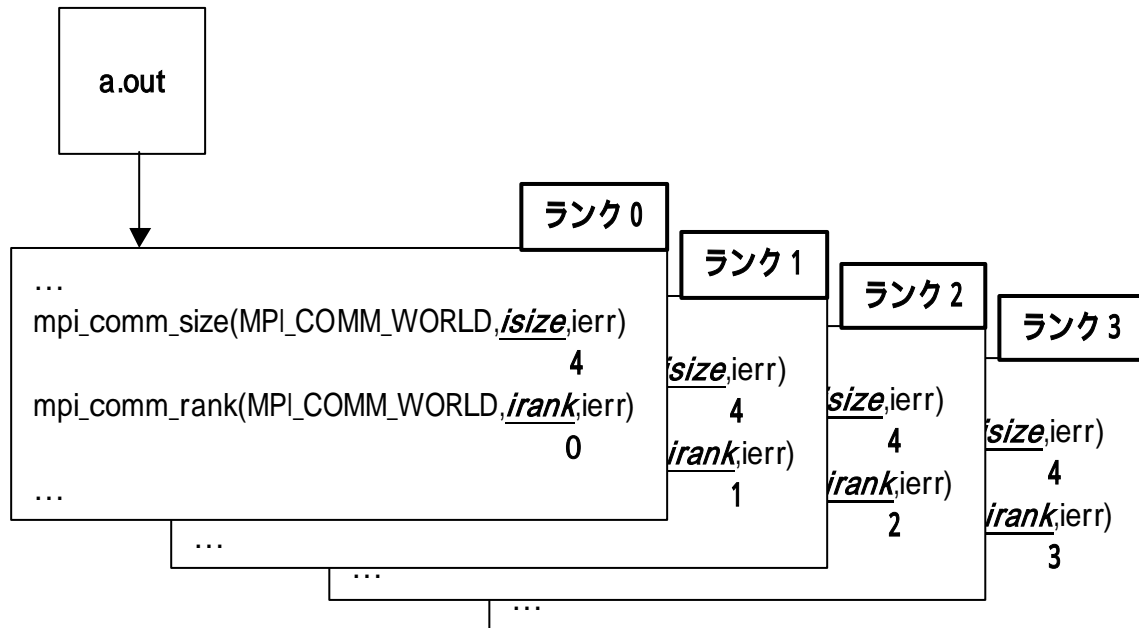 a.out
ランク 0
…
mpi_comm_size(MPI_COMM_WORLD,isize,ierr)
4
mpi_comm_rank(MPI_COMM_WORLD,irank,ierr)
0
…
ランク 1
isize,ierr)
4
irank,ierr)
1
…
ランク 2
isize,ierr)
4
irank,ierr)
2
…
ランク 3
isize,ierr)
4
irank,ierr)
3
…